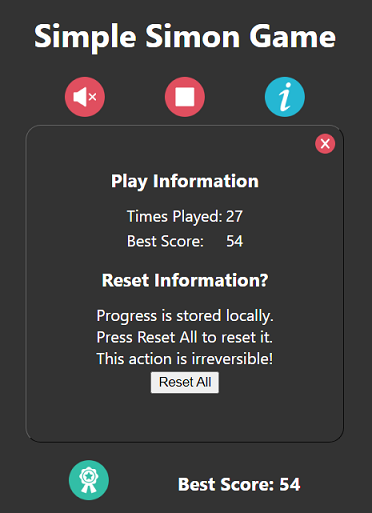 Simple Simon Game
i
Play Information
Times Played: 27
Best Score: 54
Reset Information?
Progress is stored locally.
Press Reset All to reset it.
This action is irreversible!
Reset All
Best Score: 54